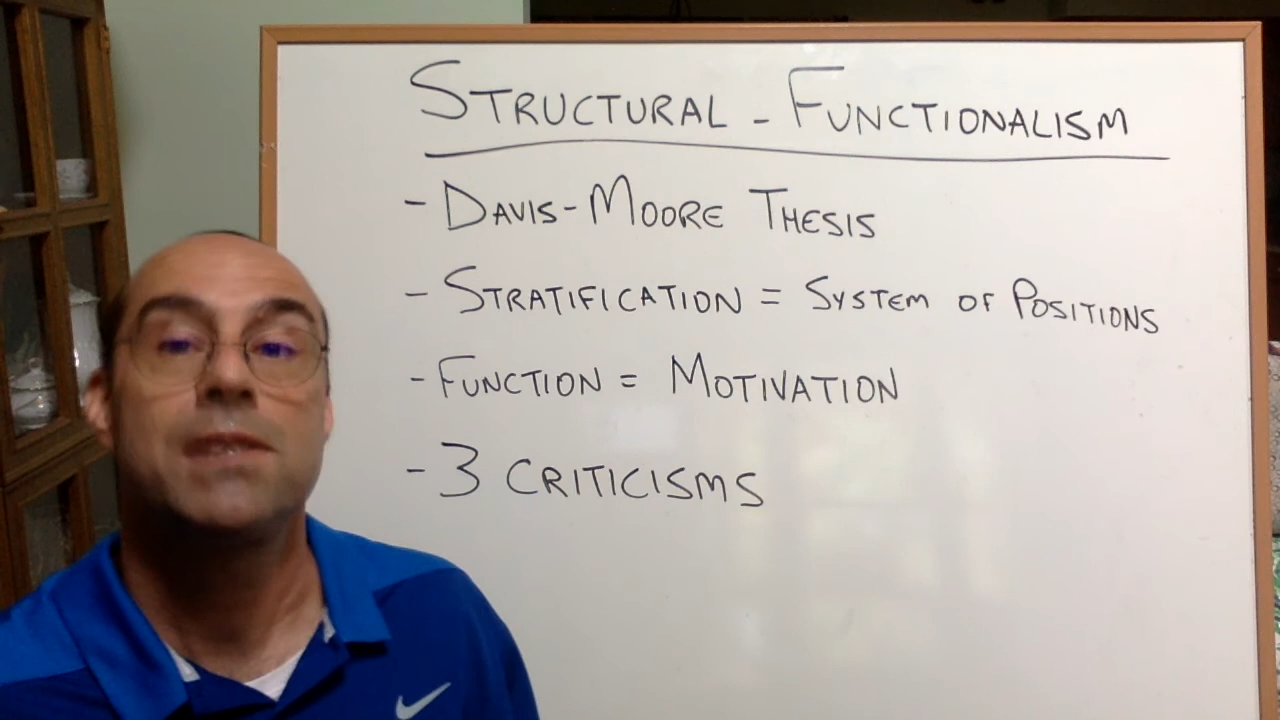 STRUCTURAL - FUNCTIONALISM
- DAVIS-MOORE THESIS
- STRATIFICATION = SYSTEM OF POSITIONS
- FUNCTION = MOTIVATION
- 3 CRITICISMS